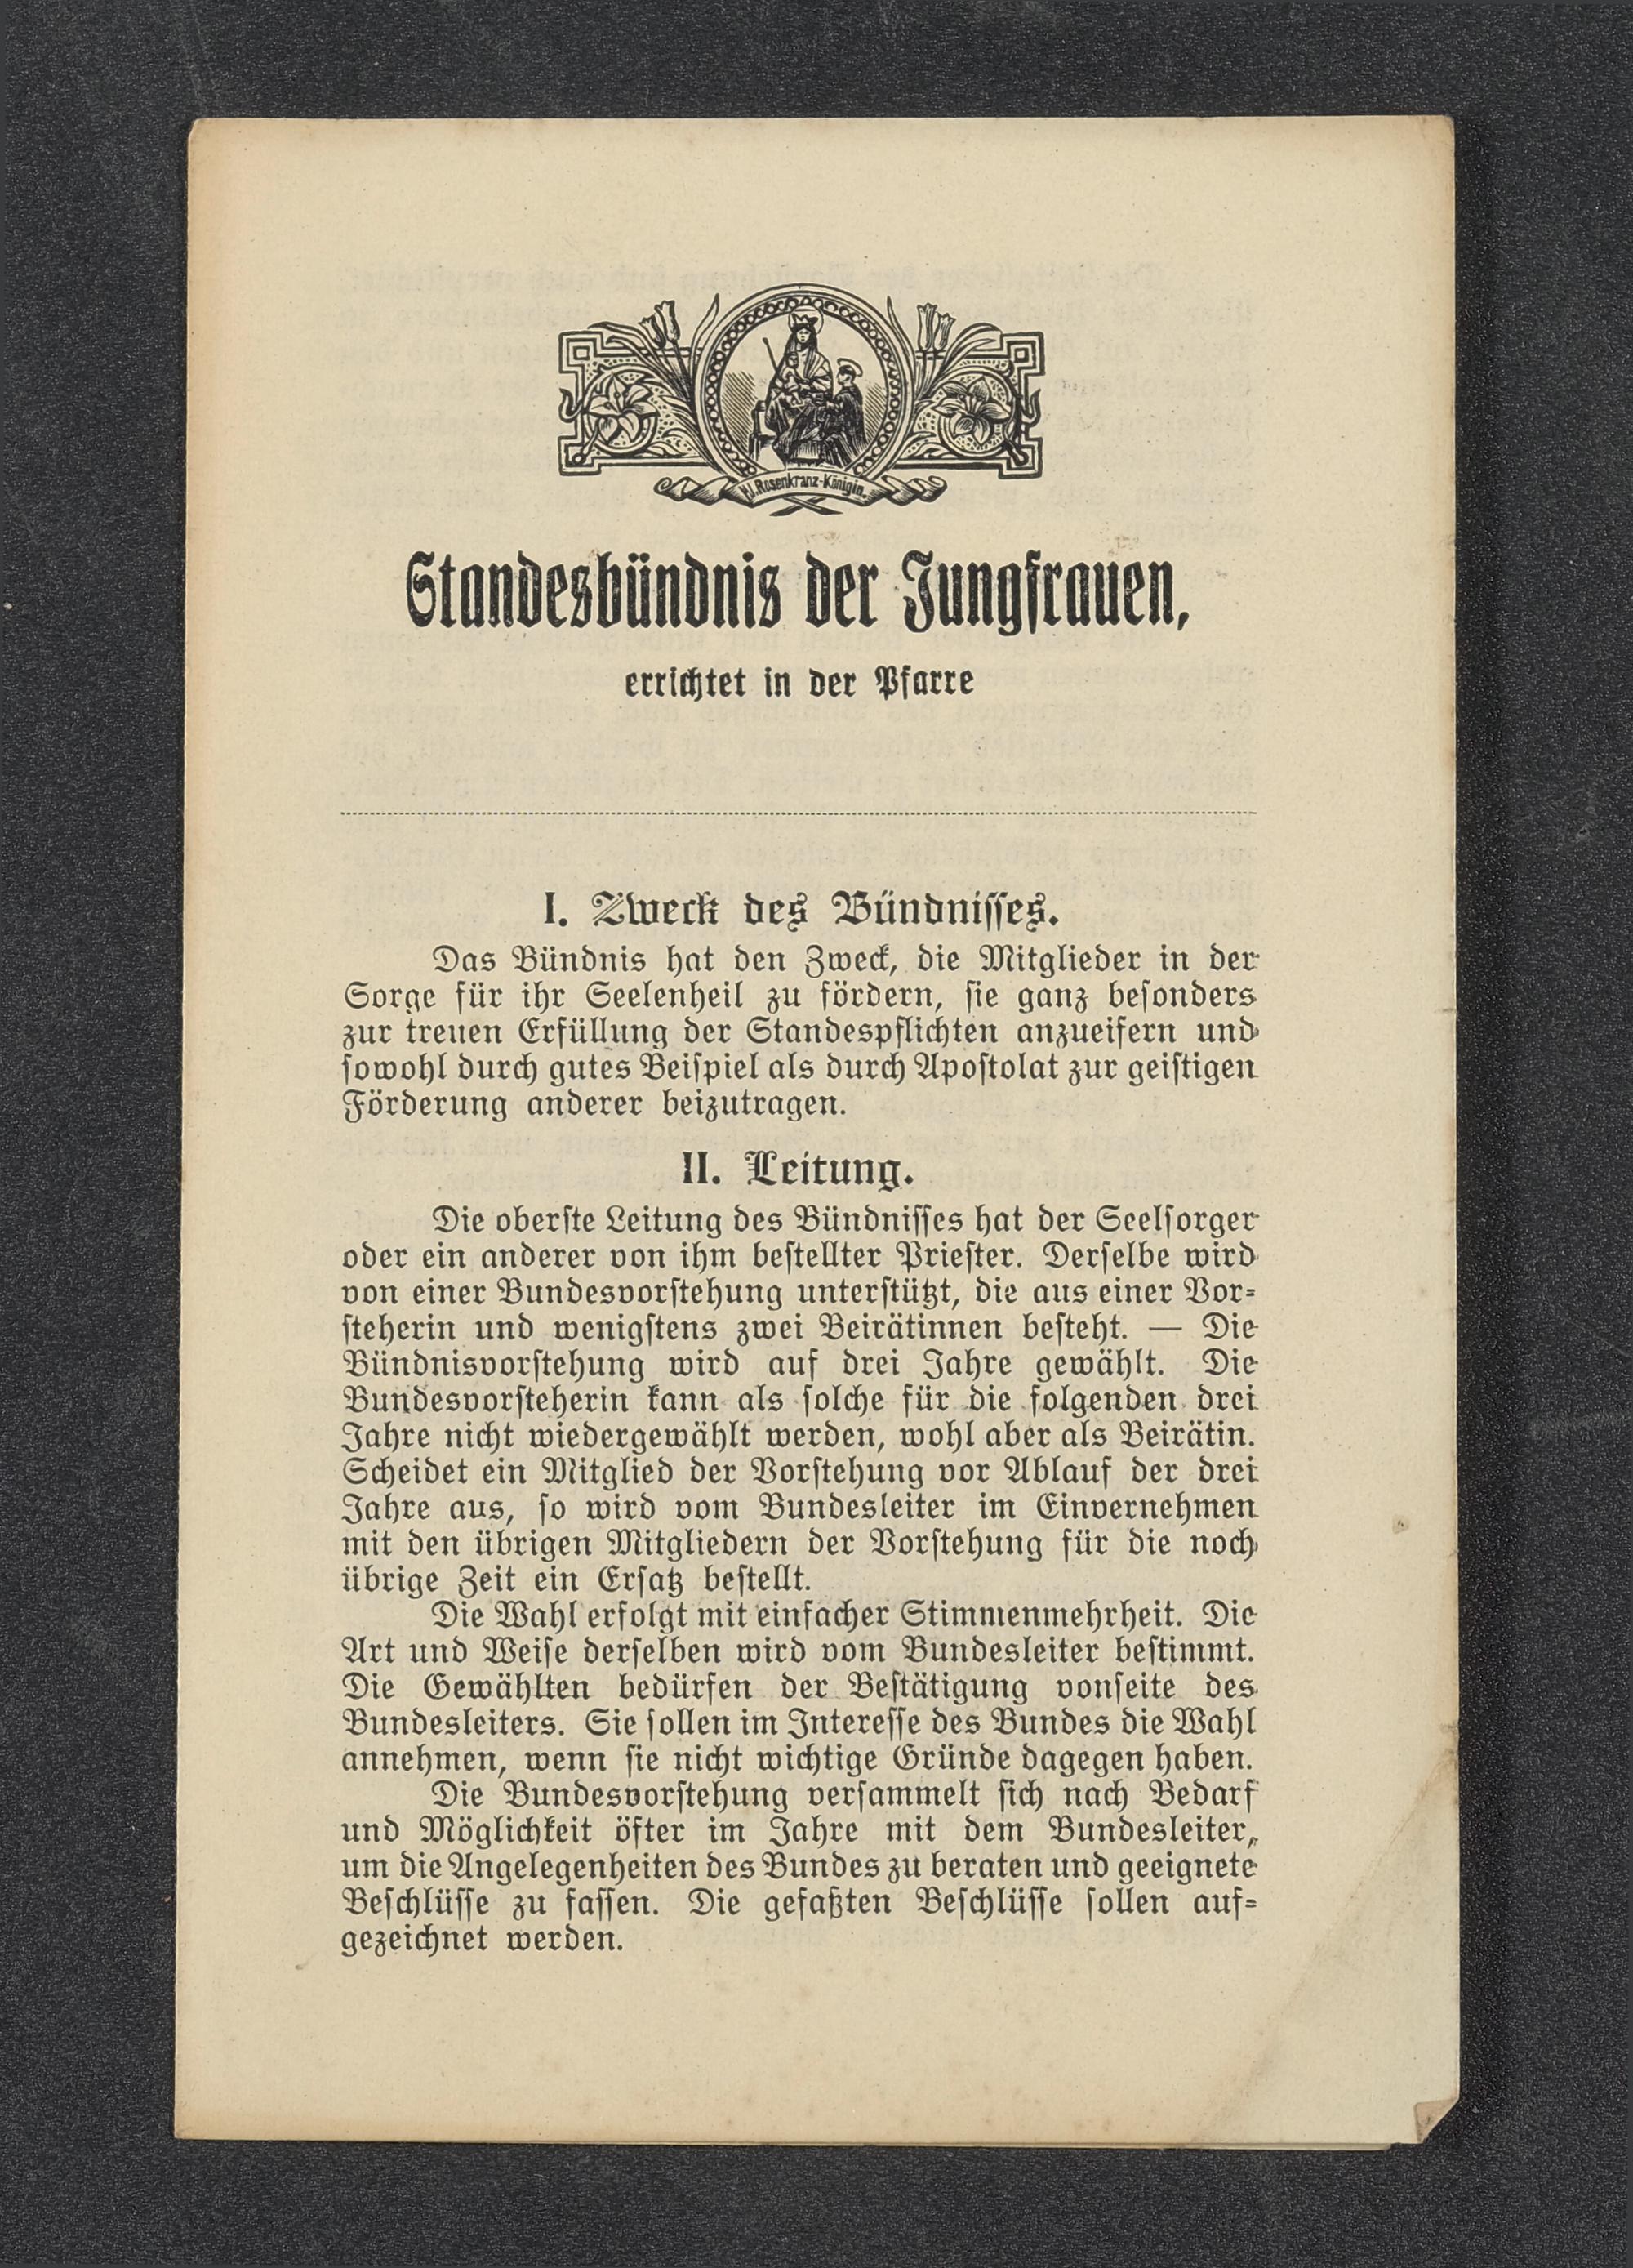 Hl. Rosenkranz-Königin.
Standesbündnis der Jungfrauen,
errichtet in der Pfarre
I. Zweck des Bündnisses.
Das Bündnis hat den Zweck, die Mitglieder in der
Sorge für ihr Seelenheil zu fördern, sie ganz besonders
zur treuen Erfüllung der Standespflichten anzueifern und
sowohl durch gutes Beispiel als durch Apostolat zur geistigen
Förderung anderer beizutragen.
II. Leitung.
Die oberste Leitung des Bündnisses hat der Seelsorger
oder ein anderer von ihm bestellter Priester. Derselbe wird
von einer Bundesvorstehung unterstützt, die aus einer Vor-
steherin und wenigstens zwei Beirätinnen besteht. — Die
Bündnisvorstehung wird auf drei Jahre gewählt. Die
Bundesvorsteherin kann als solche für die folgenden drei
Jahre nicht wiedergewählt werden, wohl aber als Beirätin.
Scheidet ein Mitglied der Vorstehung vor Ablauf der drei
Jahre aus, so wird vom Bundesleiter im Einvernehmen
mit den übrigen Mitgliedern der Vorstehung für die noch
übrige Zeit ein Ersatz bestellt.
Die Wahl erfolgt mit einfacher Stimmenmehrheit. Die
Art und Weise derselben wird vom Bundesleiter bestimmt.
Die Gewählten bedürfen der Bestätigung vonseite des
Bundesleiters. Sie sollen im Interesse des Bundes die Wahl
annehmen, wenn sie nicht wichtige Gründe dagegen haben.
Die Bundesvorstehung versammelt sich nach Bedarf
und Möglichkeit öfter im Jahre mit dem Bundesleiter,
um die Angelegenheiten des Bundes zu beraten und geeignete
Beschlüsse zu fassen. Die gefaßten Beschlüsse sollen auf-
gezeichnet werden.